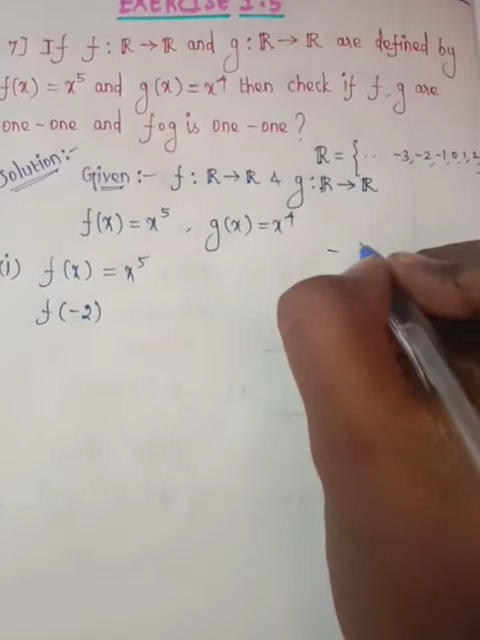 EXERCISE 1.5
7] If f : ℝ → ℝ and g : ℝ → ℝ are defined by
f(x) = x⁵ and g(x) = x⁴ then check if f, g are
one-one and fog is one-one?
Solution:-
ℝ = {.... -3, -2, -1, 0, 1, 2,
Given :- f : ℝ → ℝ & g : ℝ → ℝ
f(x) = x⁵ , g(x) = x⁴
(i) f(x) = x⁵
-
f(-2)